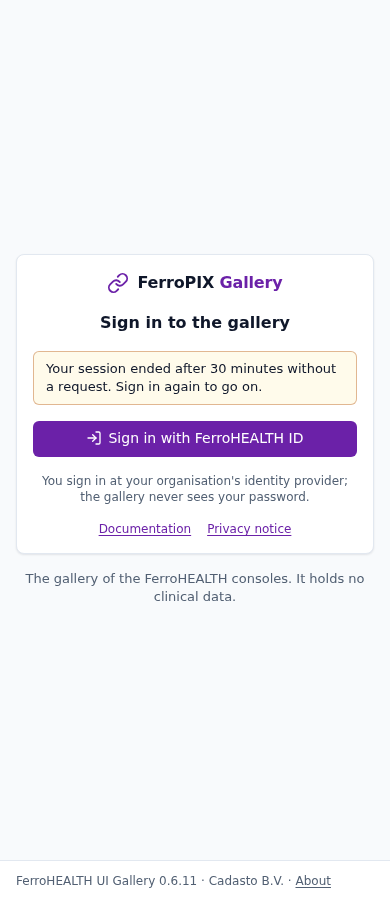 FerroPIX Gallery
Sign in to the gallery
Your session ended after 30 minutes without
a request. Sign in again to go on.
Sign in with FerroHEALTH ID
You sign in at your organisation's identity provider;
the gallery never sees your password.
Documentation Privacy notice
The gallery of the FerroHEALTH consoles. It holds no
clinical data.
FerroHEALTH UI Gallery 0.6.11 · Cadasto B.V. · About